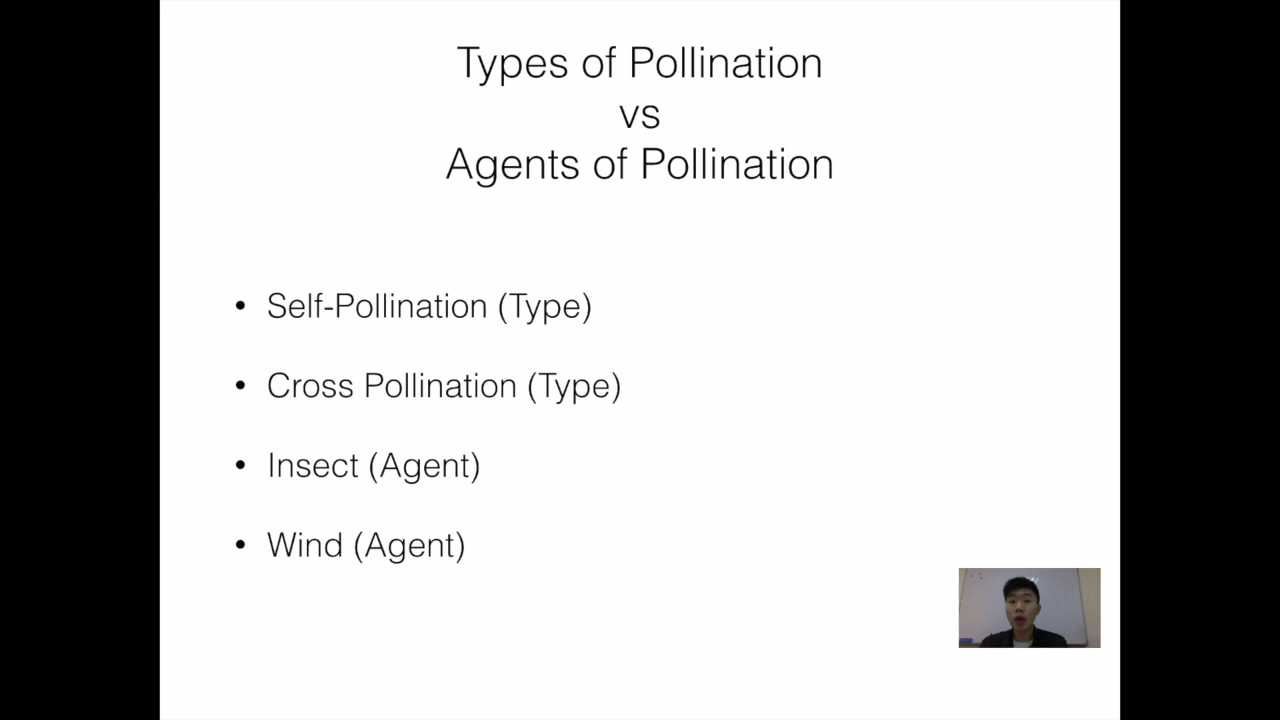 Types of Pollination
vs
Agents of Pollination
• Self-Pollination (Type)
• Cross Pollination (Type)
• Insect (Agent)
• Wind (Agent)